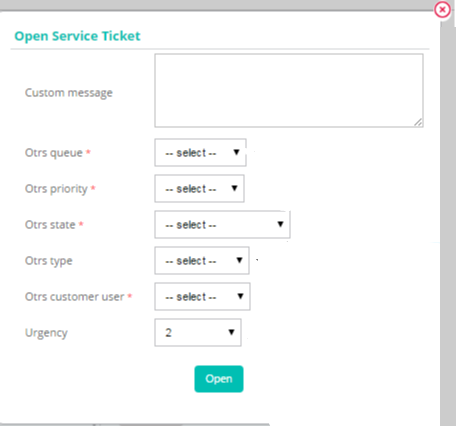 Open Service Ticket
Custom message
Otrs queue * -- select --
Otrs priority * -- select --
Otrs state * -- select --
Otrs type -- select --
Otrs customer user * -- select --
Urgency 2
Open